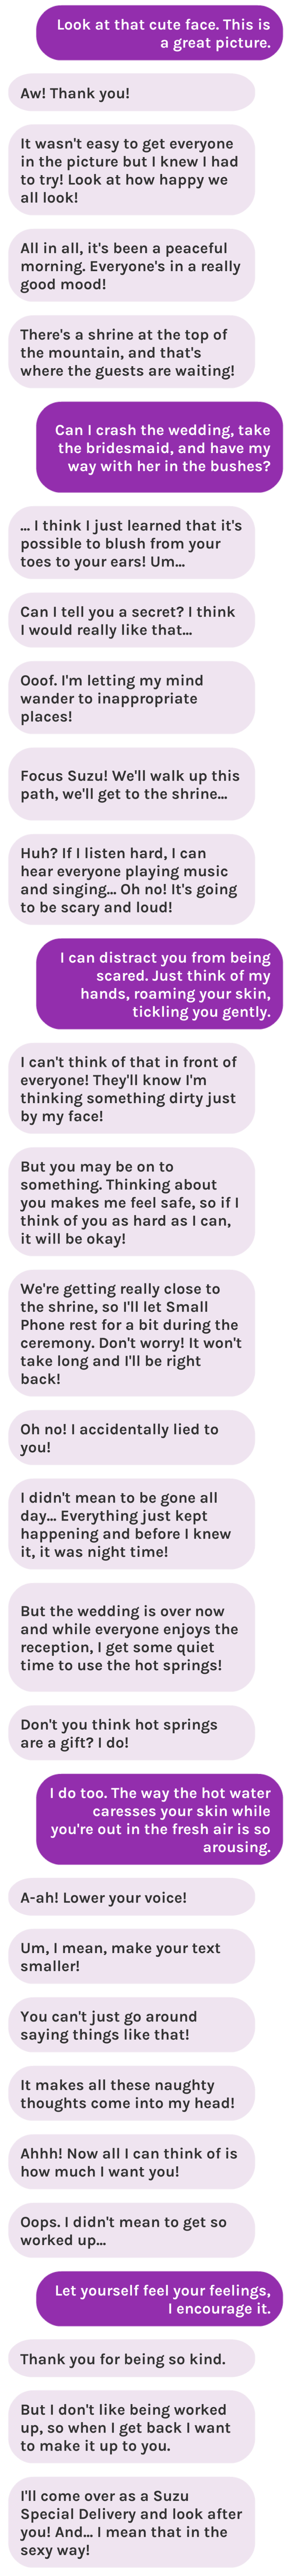 Look at that cute face. This is
a great picture.
Aw! Thank you!
It wasn't easy to get everyone
in the picture but I knew I had
to try! Look at how happy we
all look!
All in all, it's been a peaceful
morning. Everyone's in a really
good mood!
There's a shrine at the top of
the mountain, and that's
where the guests are waiting!
Can I crash the wedding, take
the bridesmaid, and have my
way with her in the bushes?
... I think I just learned that it's
possible to blush from your
toes to your ears! Um...
Can I tell you a secret? I think
I would really like that...
Ooof. I'm letting my mind
wander to inappropriate
places!
Focus Suzu! We'll walk up this
path, we'll get to the shrine...
Huh? If I listen hard, I can
hear everyone playing music
and singing... Oh no! It's going
to be scary and loud!
I can distract you from being
scared. Just think of my
hands, roaming your skin,
tickling you gently.
I can't think of that in front of
everyone! They'll know I'm
thinking something dirty just
by my face!
But you may be on to
something. Thinking about
you makes me feel safe, so if I
think of you as hard as I can,
it will be okay!
We're getting really close to
the shrine, so I'll let Small
Phone rest for a bit during the
ceremony. Don't worry! It won't
take long and I'll be right
back!
Oh no! I accidentally lied to
you!
I didn't mean to be gone all
day... Everything just kept
happening and before I knew
it, it was night time!
But the wedding is over now
and while everyone enjoys the
reception, I get some quiet
time to use the hot springs!
Don't you think hot springs
are a gift? I do!
I do too. The way the hot water
caresses your skin while
you're out in the fresh air is so
arousing.
A-ah! Lower your voice!
Um, I mean, make your text
smaller!
You can't just go around
saying things like that!
It makes all these naughty
thoughts come into my head!
Ahhh! Now all I can think of is
how much I want you!
Oops. I didn't mean to get so
worked up...
Let yourself feel your feelings,
I encourage it.
Thank you for being so kind.
But I don't like being worked
up, so when I get back I want
to make it up to you.
I'll come over as a Suzu
Special Delivery and look after
you! And... I mean that in the
sexy way!